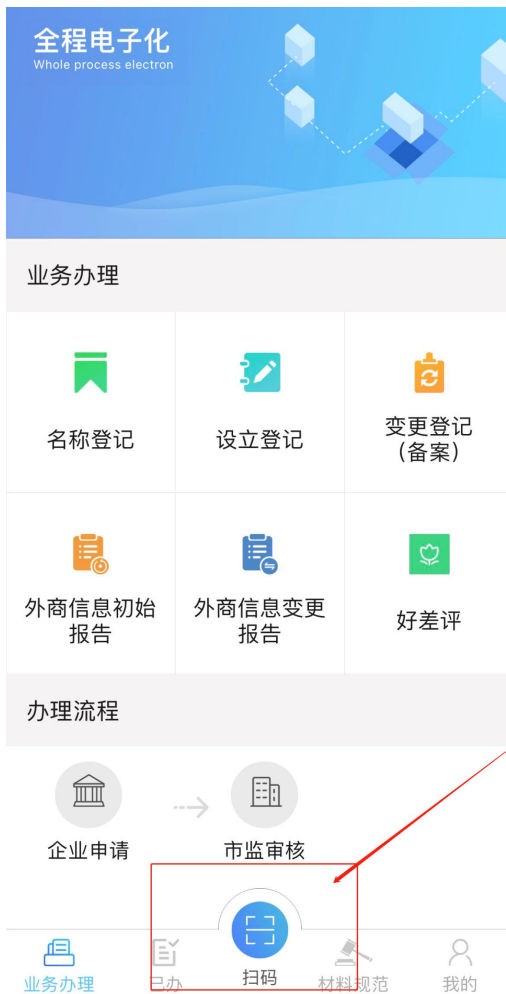 全程电子化
Whole process electron
业务办理
名称登记
设立登记
变更登记
（备案）
外商信息初始
报告
外商信息变更
报告
好差评
办理流程
企业申请
市监审核
业务办理
已办
扫码
材料规范
我的